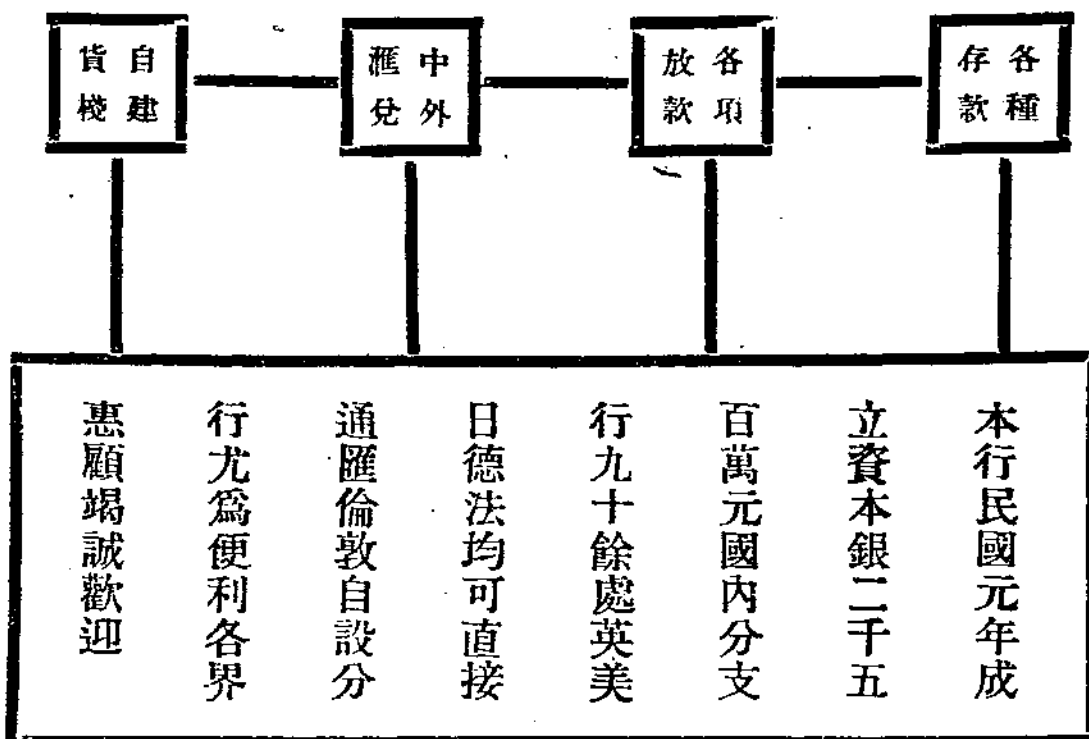 各種
存款
各項
放款
中外
滙兌
自建
貨棧
本行民國元年成
立資本銀二千五
百萬元國內分支
行九十餘處英美
日德法均可直接
通匯倫敦自設分
行尤爲便利各界
惠顧竭誠歡迎